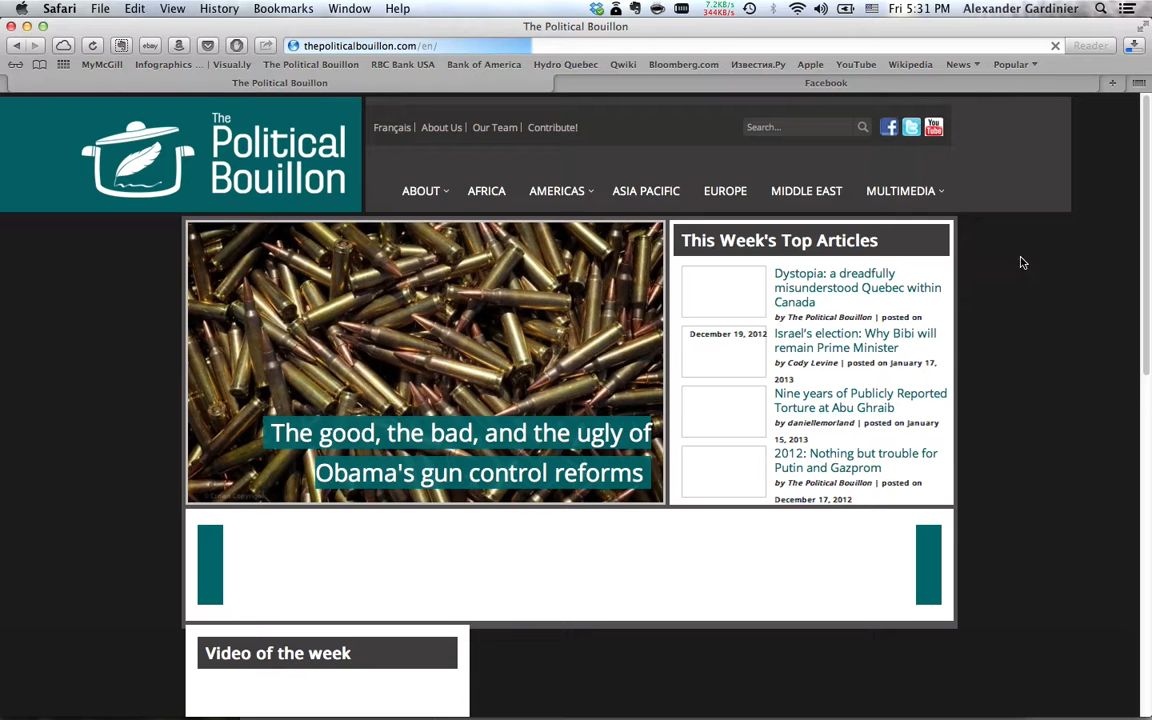 Safari File Edit View History Bookmarks Window Help 7.2KB/s 344KB/s Fri 5:31 PM Alexander Gardinier
The Political Bouillon
ebay thepoliticalbouillon.com/en/ Reader
MyMcGill Infographics ... | Visual.ly The Political Bouillon RBC Bank USA Bank of America Hydro Quebec Qwiki Bloomberg.com Известия.Ру Apple YouTube Wikipedia News Popular
The Political Bouillon Facebook
The
Political
Bouillon
Français | About Us | Our Team | Contribute!
Search...
You
Tube
ABOUT AFRICA AMERICAS ASIA PACIFIC EUROPE MIDDLE EAST MULTIMEDIA
The good, the bad, and the ugly of
Obama's gun control reforms
This Week's Top Articles
Dystopia: a dreadfully
misunderstood Quebec within
Canada
by The Political Bouillon | posted on
December 19, 2012
Israel's election: Why Bibi will
remain Prime Minister
by Cody Levine | posted on January 17,
2013
Nine years of Publicly Reported
Torture at Abu Ghraib
by daniellemorland | posted on January
15, 2013
2012: Nothing but trouble for
Putin and Gazprom
by The Political Bouillon | posted on
December 17, 2012
Video of the week